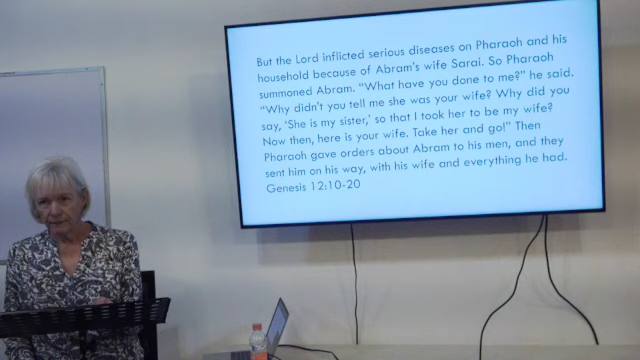 But the Lord inflicted serious diseases on Pharaoh and his
household because of Abram's wife Sarai. So Pharaoh
summoned Abram. “What have you done to me?” he said.
“Why didn't you tell me she was your wife? Why did you
say, ‘She is my sister,’ so that I took her to be my wife?
Now then, here is your wife. Take her and go!” Then
Pharaoh gave orders about Abram to his men, and they
sent him on his way, with his wife and everything he had.
Genesis 12:10-20